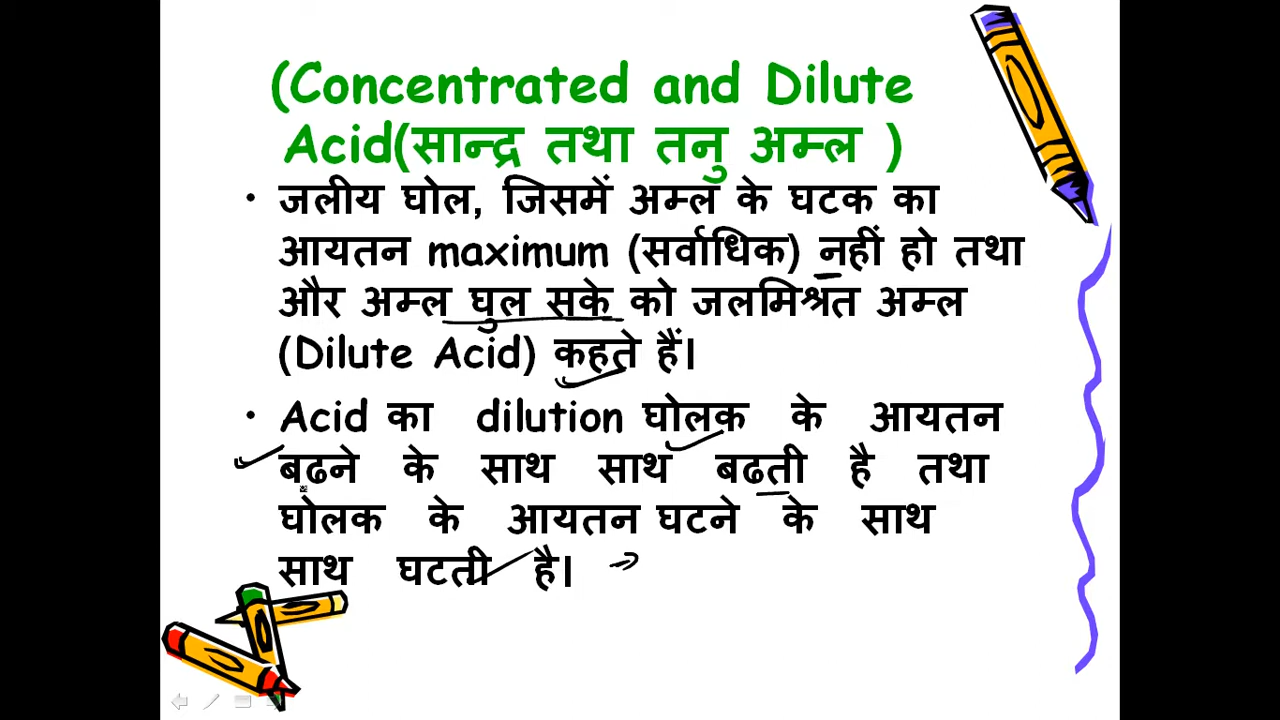 (Concentrated and Dilute
Acid(सान्द्र तथा तनु अम्ल )
• जलीय घोल, जिसमें अम्ल के घटक का
आयतन maximum (सर्वाधिक) नहीं हो तथा
और अम्ल घुल सके को जलमिश्रत अम्ल
(Dilute Acid) कहते हैं।
• Acid का dilution घोलक के आयतन
बढने के साथ साथ बढती है तथा
घोलक के आयतन घटने के साथ
साथ घटती है।